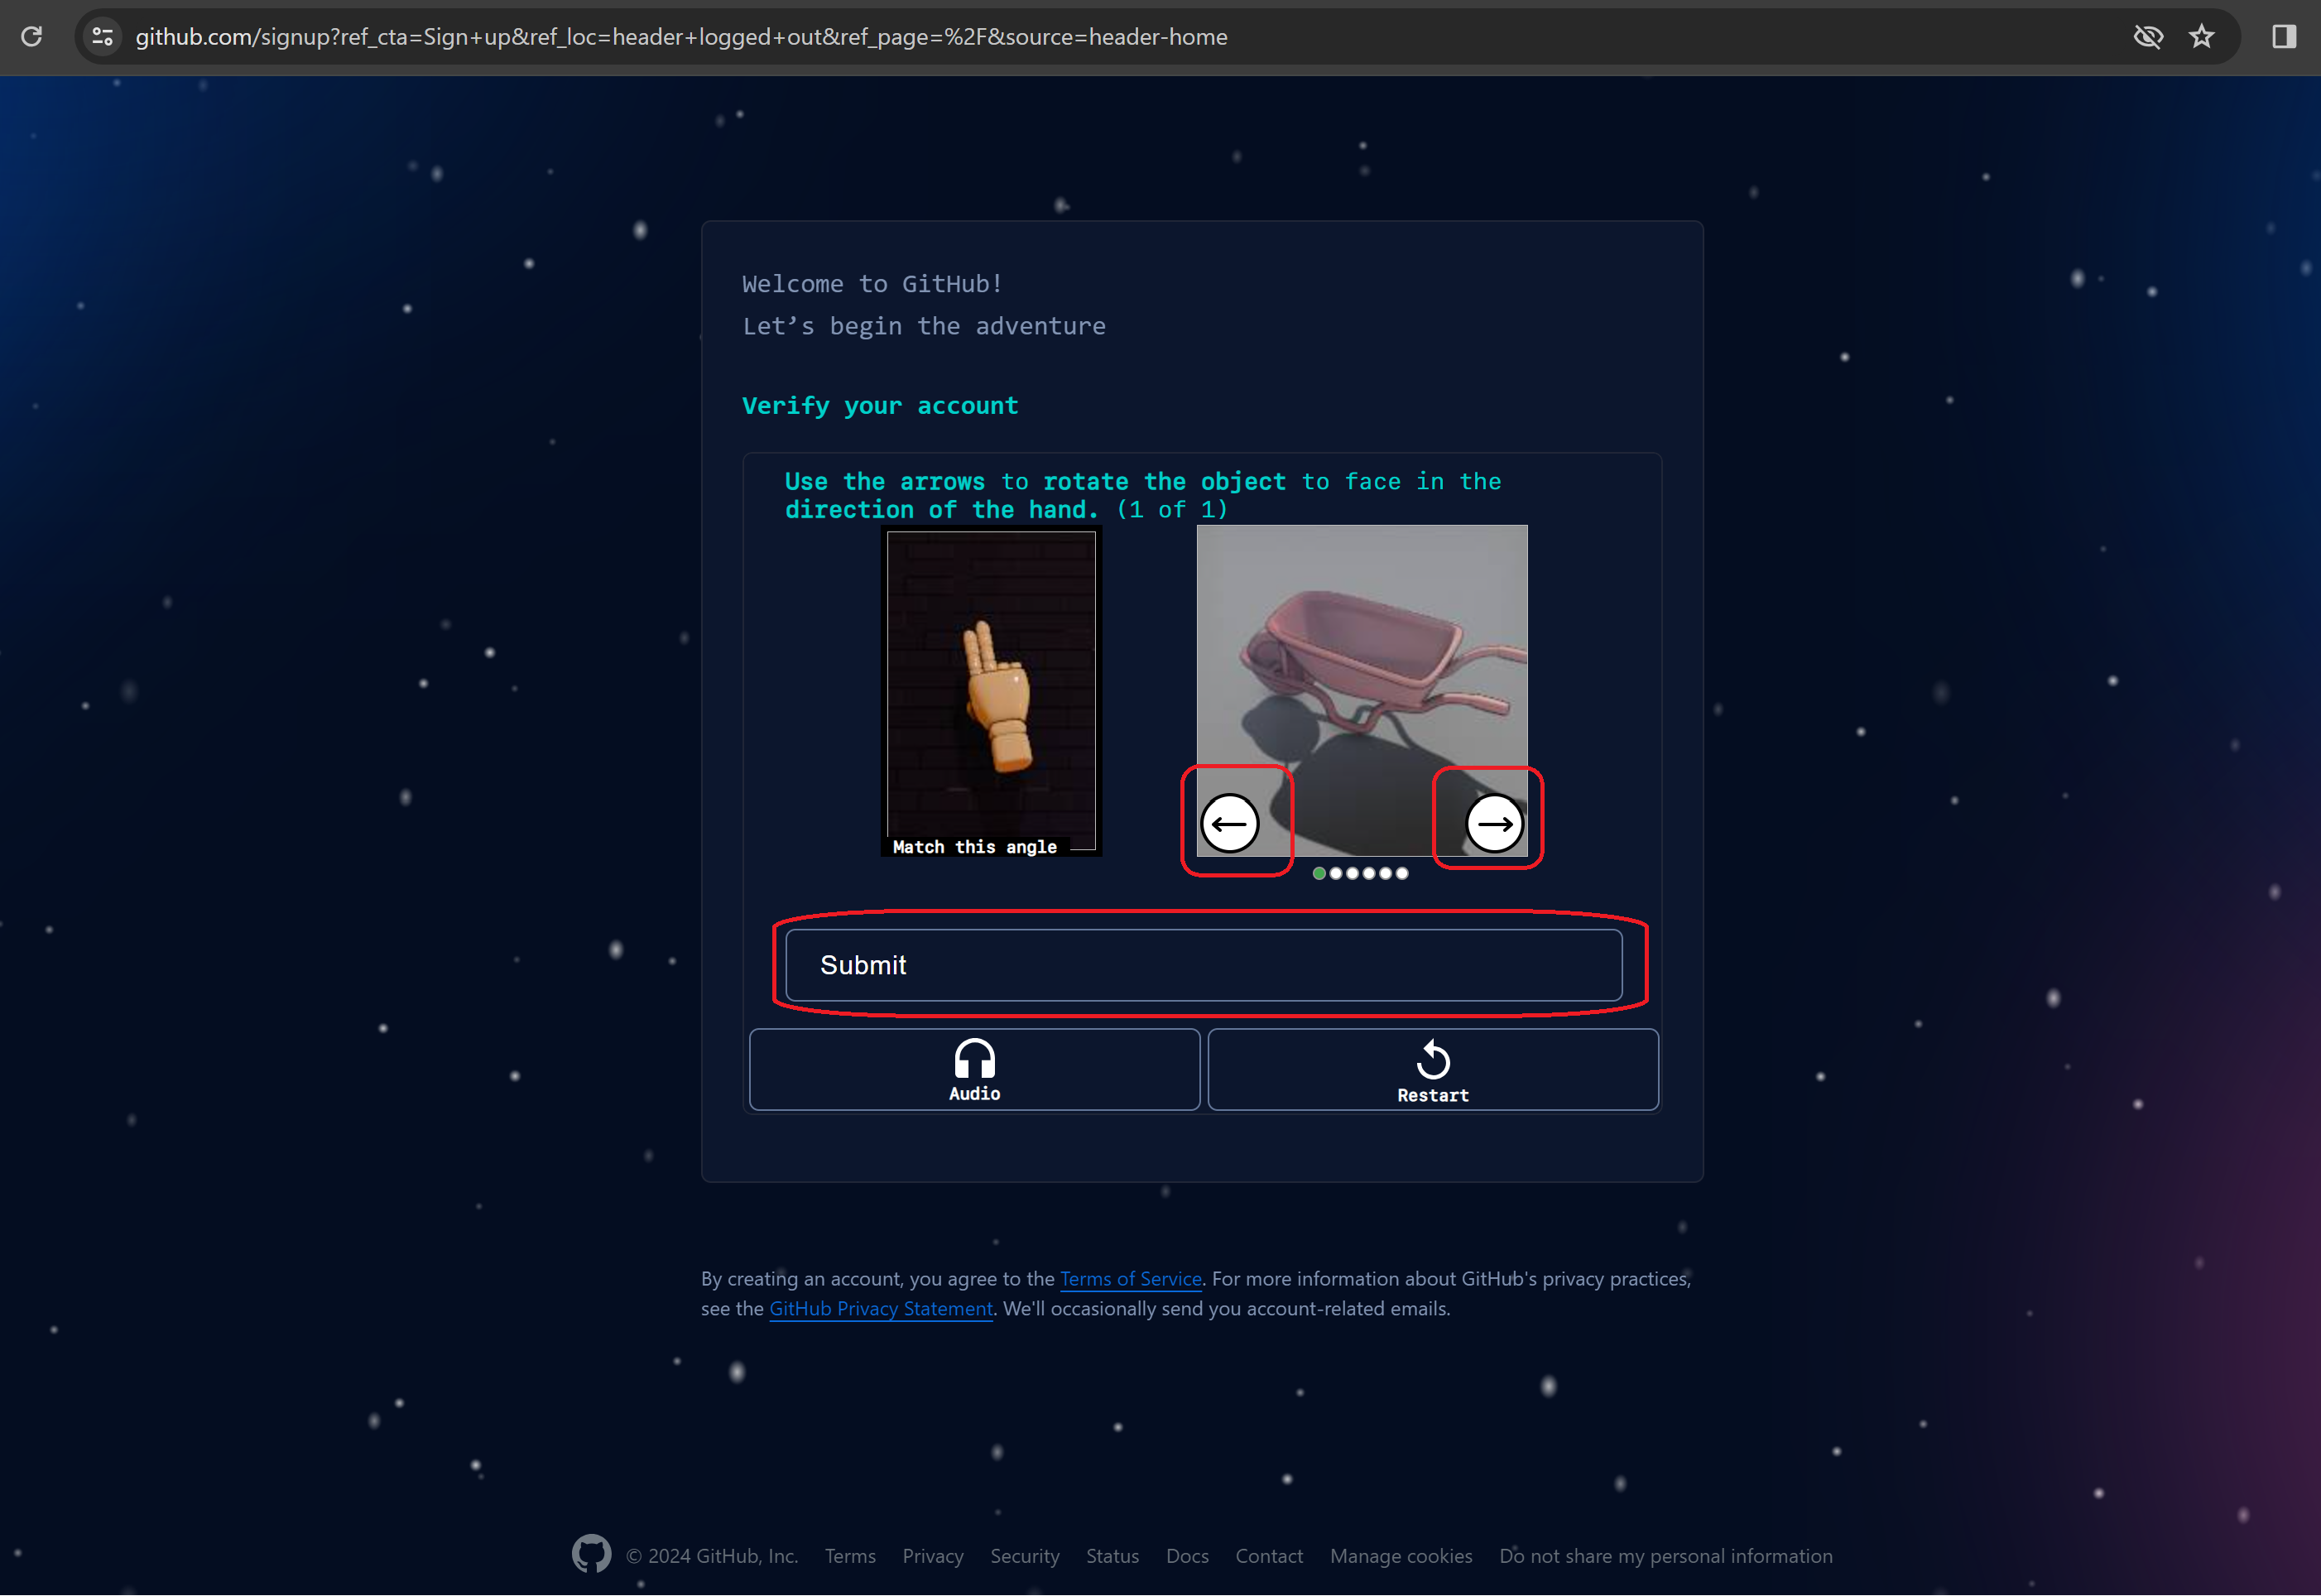 github.com/signup?ref_cta=Sign+up&ref_loc=header+logged+out&ref_page=%2F&source=header-home
Welcome to GitHub!
Let’s begin the adventure
Verify your account
Use the arrows to rotate the object to face in the
direction of the hand. (1 of 1)
Match this angle
Submit
Audio
Restart
By creating an account, you agree to the Terms of Service. For more information about GitHub's privacy practices,
see the GitHub Privacy Statement. We'll occasionally send you account-related emails.
© 2024 GitHub, Inc. Terms Privacy Security Status Docs Contact Manage cookies Do not share my personal information